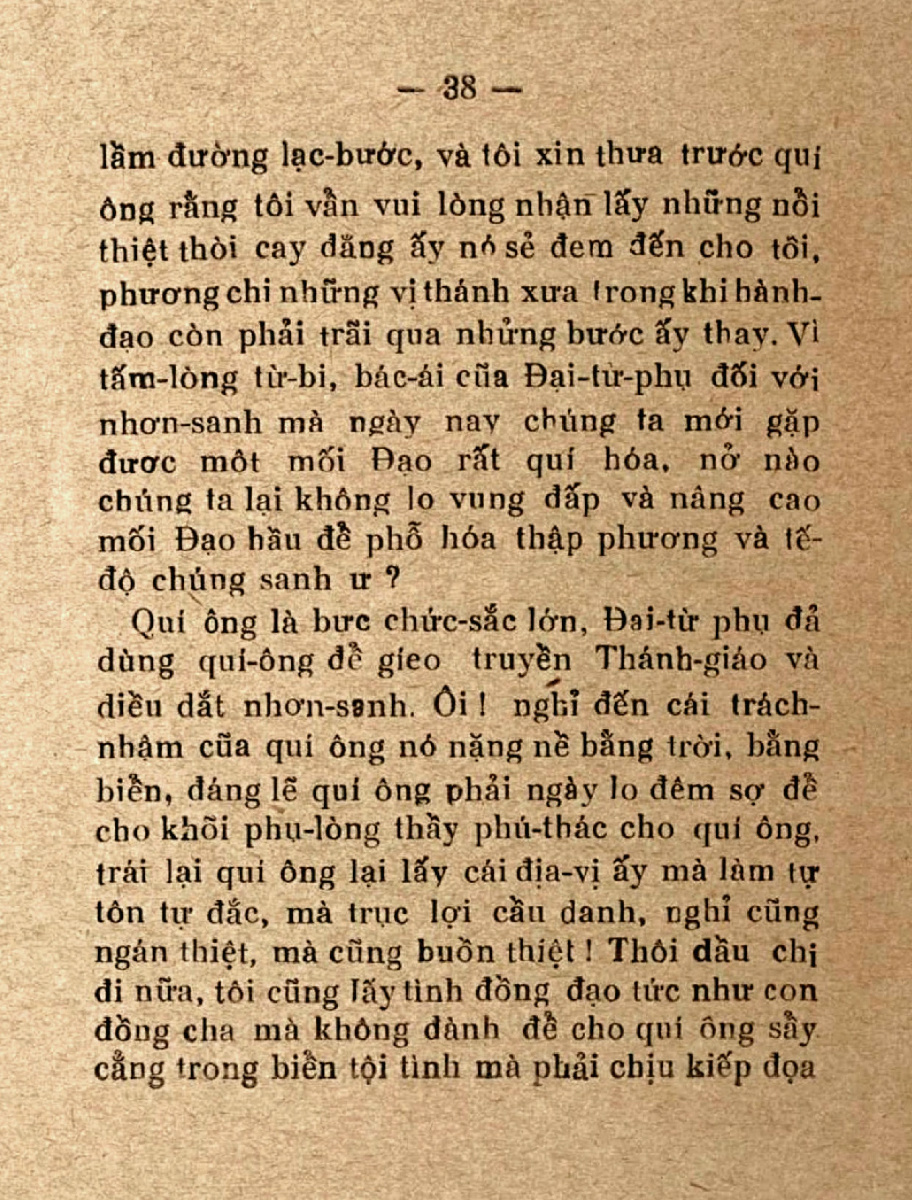 — 38 —
lầm đường lạc-bước, và tôi xin thưa trước quí
ông rằng tôi vẫn vui lòng nhận lấy những nỗi
thiệt thòi cay đắng ấy nó sẻ đem đến cho tôi,
phương chi những vị thánh xưa trong khi hành-
đạo còn phải trãi qua những bước ấy thay. Vì
tấm-lòng từ-bi, bác-ái của Đại-từ-phụ đối với
nhơn-sanh mà ngày nay chúng ta mới gặp
được một mối Đạo rất quí hóa, nở nào
chúng ta lại không lo vung đấp và nâng cao
mối Đạo hầu để phổ hóa thập phương và tế-
độ chúng sanh ư ?
Quí ông là bực chức-sắc lớn, Đại-từ phụ đả
dùng quí-ông để gieo truyền Thánh-giáo và
diều dắt nhơn-sanh. Ôi ! nghỉ đến cái trách-
nhậm của quí ông nó nặng nề bằng trời, bằng
biển, đáng lẽ quí ông phải ngày lo đêm sợ để
cho khỏi phụ-lòng thầy phú-thác cho quí ông,
trái lại quí ông lại lấy cái địa-vị ấy mà làm tự
tôn tự đắc, mà trục lợi cầu danh, nghỉ cũng
ngán thiệt, mà cũng buồn thiệt ! Thôi dầu chi
đi nữa, tôi cũng lấy tình đồng đạo tức như con
đồng cha mà không đành để cho quí ông sẩy
cẳng trong biển tội tình mà phải chịu kiếp đọa